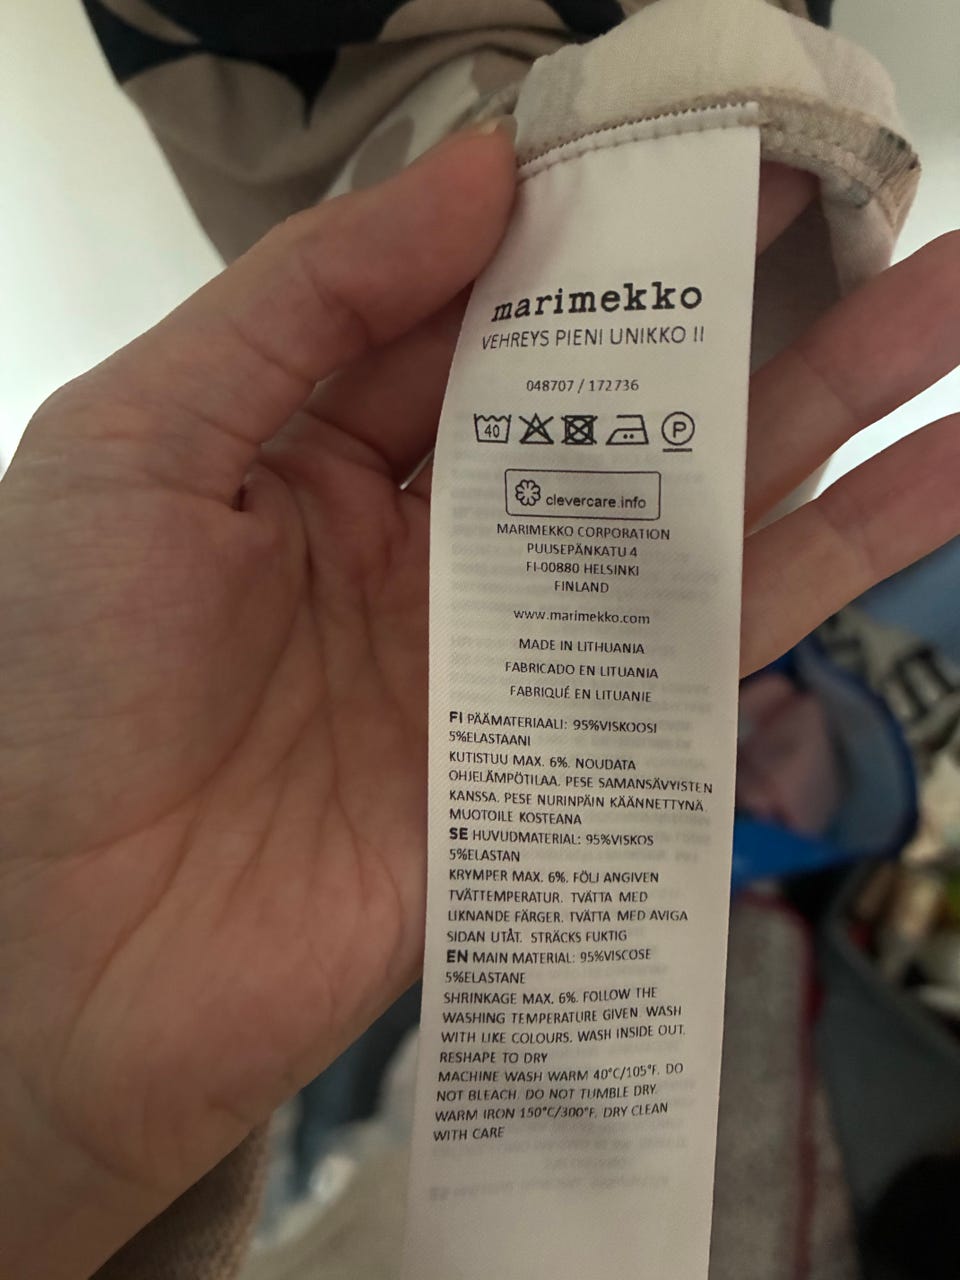 marimekko
VEHREYS PIENI UNIKKO II
048707 / 172736
40 P
clevercare.info
MARIMEKKO CORPORATION
PUUSEPÄNKATU 4
FI-00880 HELSINKI
FINLAND
www.marimekko.com
MADE IN LITHUANIA
FABRICADO EN LITUANIA
FABRIQUÉ EN LITUANIE
FI PÄÄMATERIAALI: 95%VISKOOSI
5%ELASTAANI
KUTISTUU MAX. 6%. NOUDATA
OHJELÄMPÖTILAA. PESE SAMANSÄVYISTEN
KANSSA. PESE NURINPÄIN KÄÄNNETTYNÄ.
MUOTOILE KOSTEANA
SE HUVUDMATERIAL: 95%VISKOS
5%ELASTAN
KRYMPER MAX. 6%. FÖLJ ANGIVEN
TVÄTTEMPERATUR. TVÄTTA MED
LIKNANDE FÄRGER. TVÄTTA MED AVIGA
SIDAN UTÅT. STRÄCKS FUKTIG
EN MAIN MATERIAL: 95%VISCOSE
5%ELASTANE
SHRINKAGE MAX. 6%. FOLLOW THE
WASHING TEMPERATURE GIVEN. WASH
WITH LIKE COLOURS. WASH INSIDE OUT.
RESHAPE TO DRY
MACHINE WASH WARM 40°C/105°F. DO
NOT BLEACH. DO NOT TUMBLE DRY.
WARM IRON 150°C/300°F. DRY CLEAN
WITH CARE